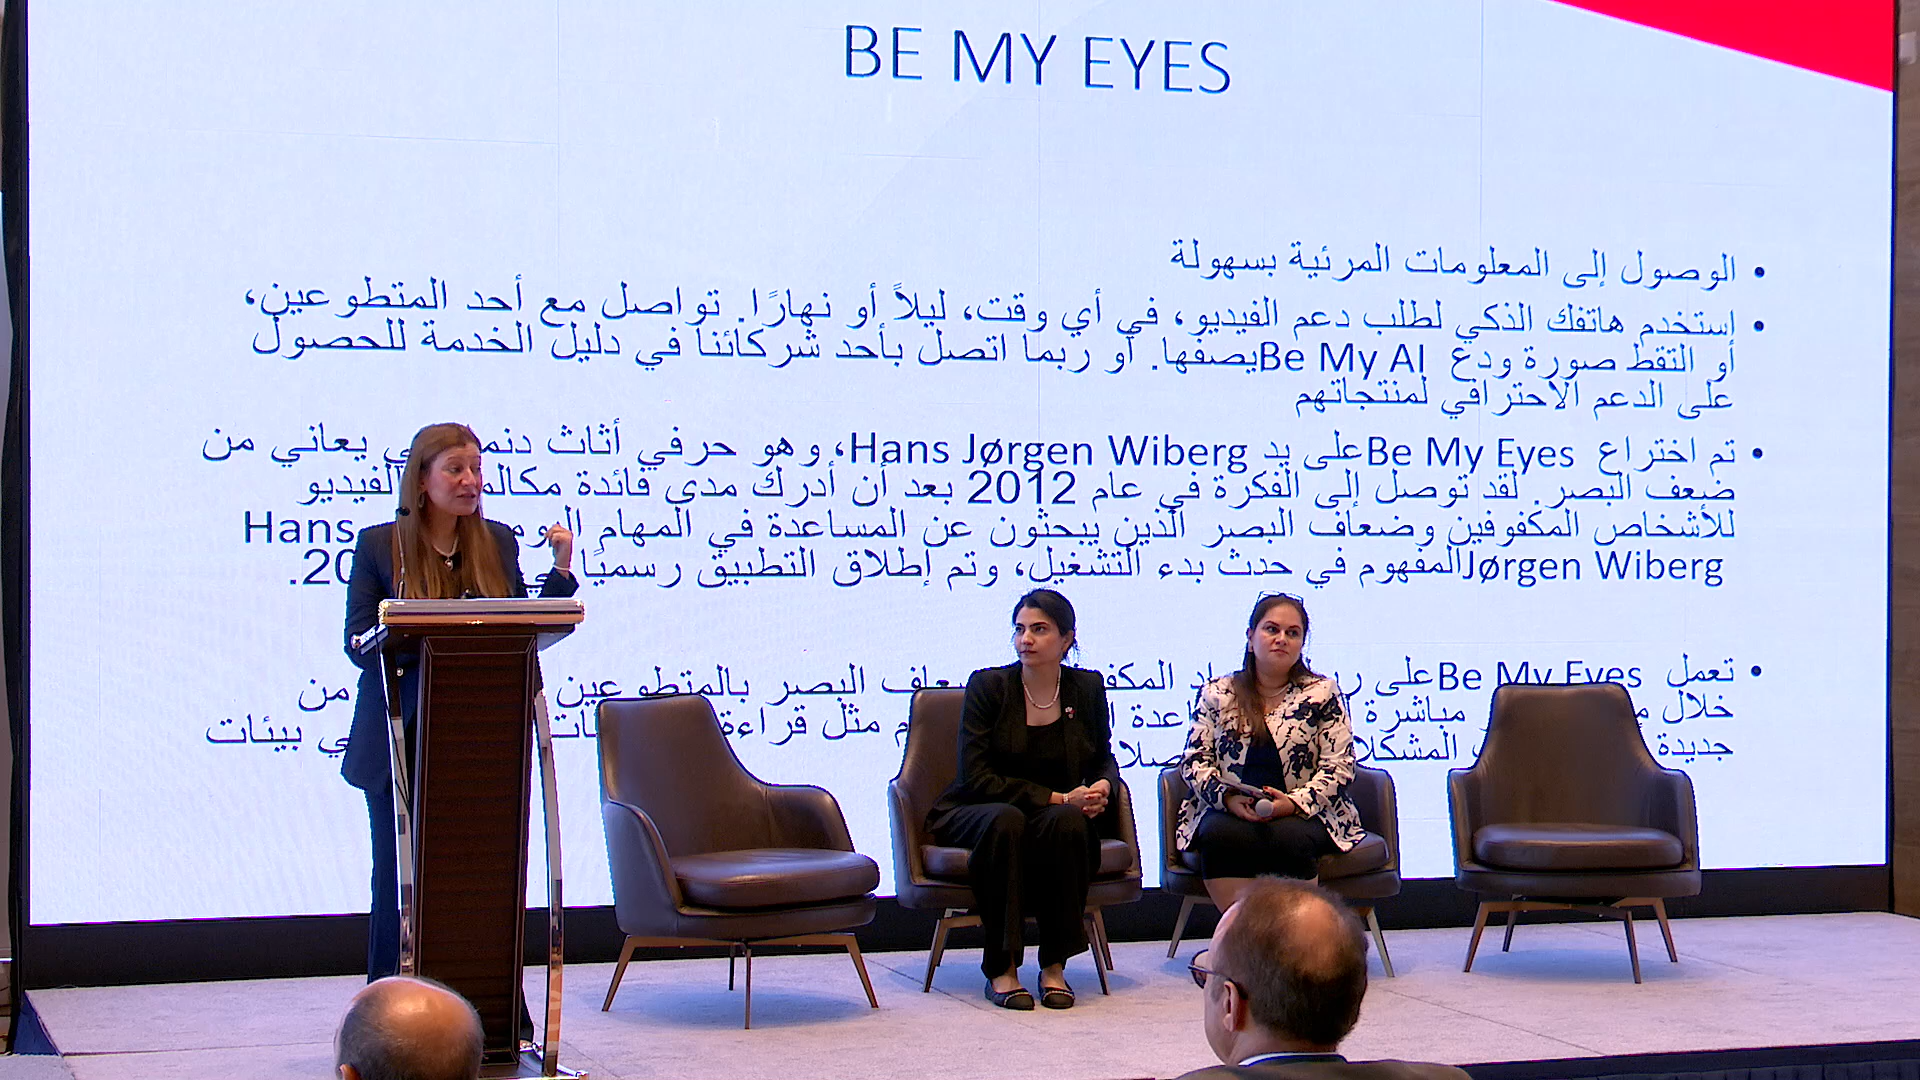 BE MY EYES
• الوصول إلى المعلومات المرئية بسهولة
• استخدم هاتفك الذكي لطلب دعم الفيديو، في أي وقت، ليلاً أو نهارًا. تواصل مع أحد المتطوعين،
أو التقط صورة ودع Be My AI يصفها. أو ربما اتصل بأحد شركائنا في دليل الخدمة للحصول
على الدعم الاحترافي لمنتجاتهم
• تم اختراع Be My Eyes على يد Hans Jørgen Wiberg، وهو حرفي أثاث يعاني من
ضعف البصر. لقد توصل إلى الفكرة في عام 2012 بعد أن أدرك مدى فائدة الفيديو
للأشخاص المكفوفين وضعاف البصر الذين يبحثون عن المساعدة في المهام Hans
Jørgen Wiberg المفهوم في حدث بدء التشغيل، وتم إطلاق التطبيق رسميًا
• تعمل Be My Eyes على البصر بالمتطوعين من
خلال مباشرة مثل قراءة
جديدة بيئات